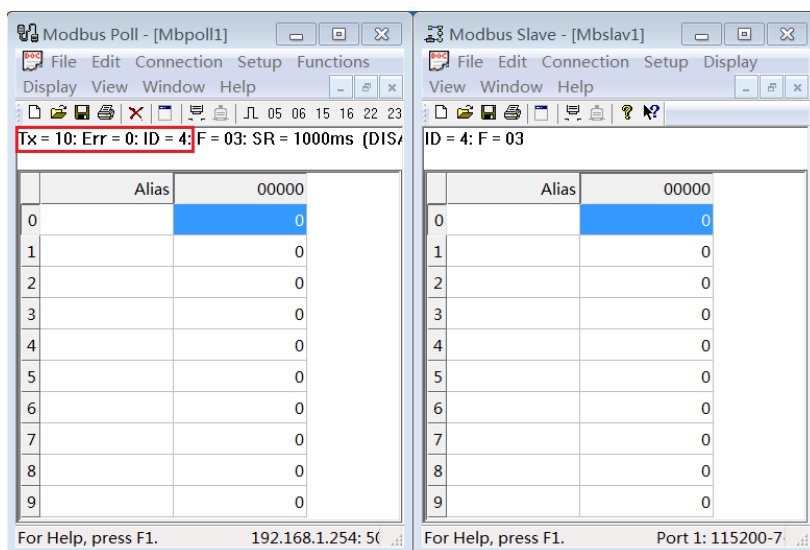 Modbus Poll - [Mbpoll1]
File Edit Connection Setup Functions
Display View Window Help
05 06 15 16 22 23
Tx = 10: Err = 0: ID = 4: F = 03: SR = 1000ms (DISA
Alias 00000
0 0
1 0
2 0
3 0
4 0
5 0
6 0
7 0
8 0
9 0
For Help, press F1. 192.168.1.254: 50
Modbus Slave - [Mbslav1]
File Edit Connection Setup Display
View Window Help
ID = 4: F = 03
Alias 00000
0 0
1 0
2 0
3 0
4 0
5 0
6 0
7 0
8 0
9 0
For Help, press F1. Port 1: 115200-7-